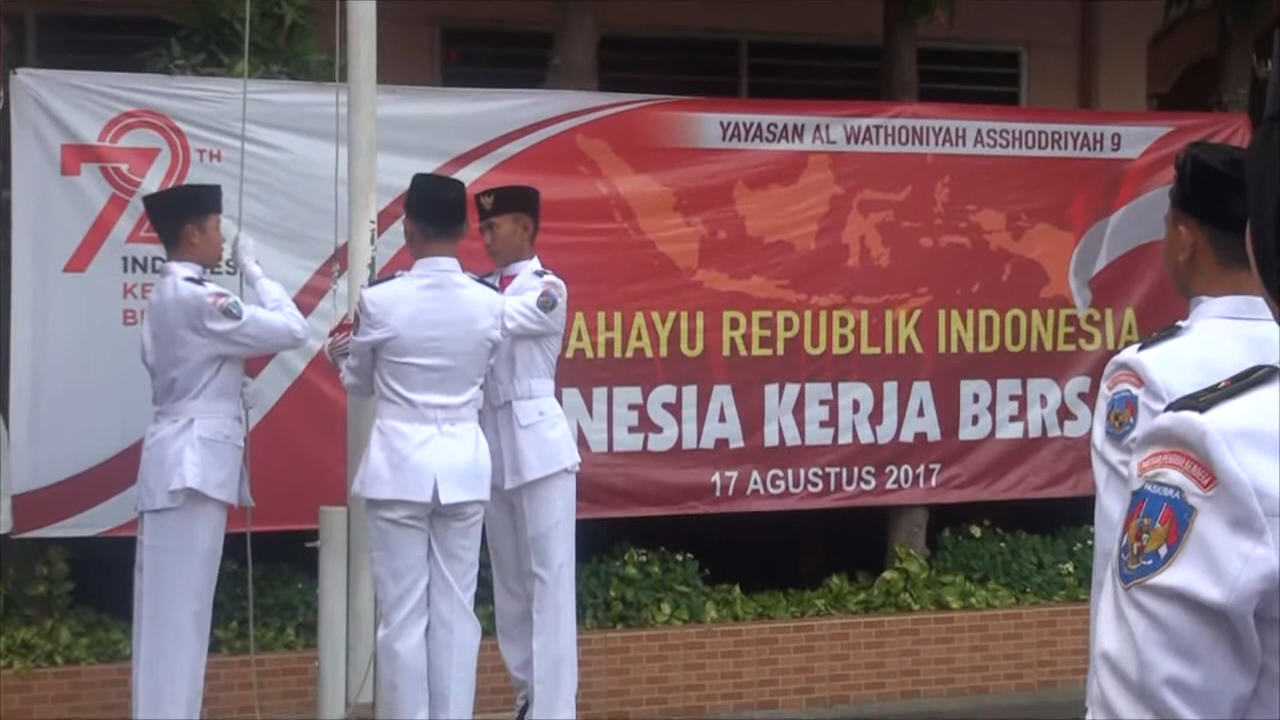 YAYASAN AL WATHONIYAH ASSHODRIYAH 9
72 TH
INDONES
KE
BE
AHAYU REPUBLIK INDONESIA
NESIA KERJA BERS A
17 AGUSTUS 2017
PASKIBRA